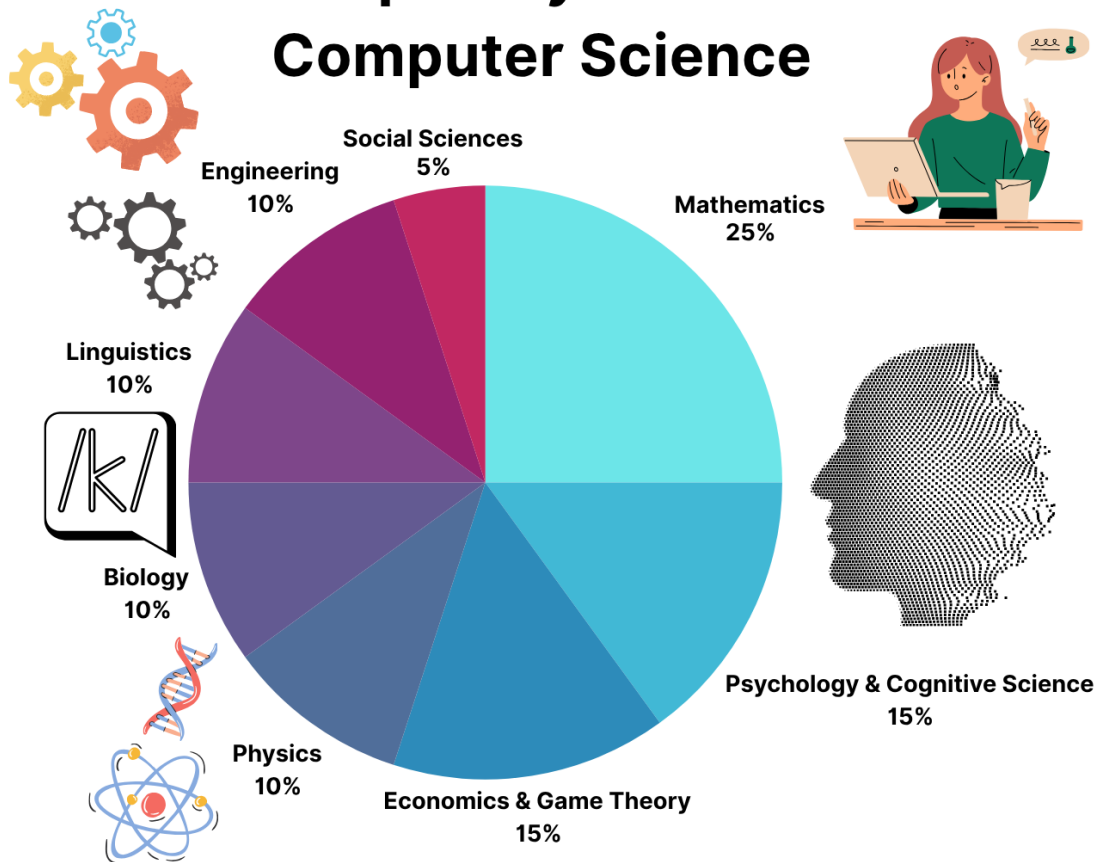 Computer Science
Social Sciences
5%
Engineering
10%
Mathematics
25%
Linguistics
10%
/k/
Biology
10%
Psychology & Cognitive Science
15%
Physics
10%
Economics & Game Theory
15%